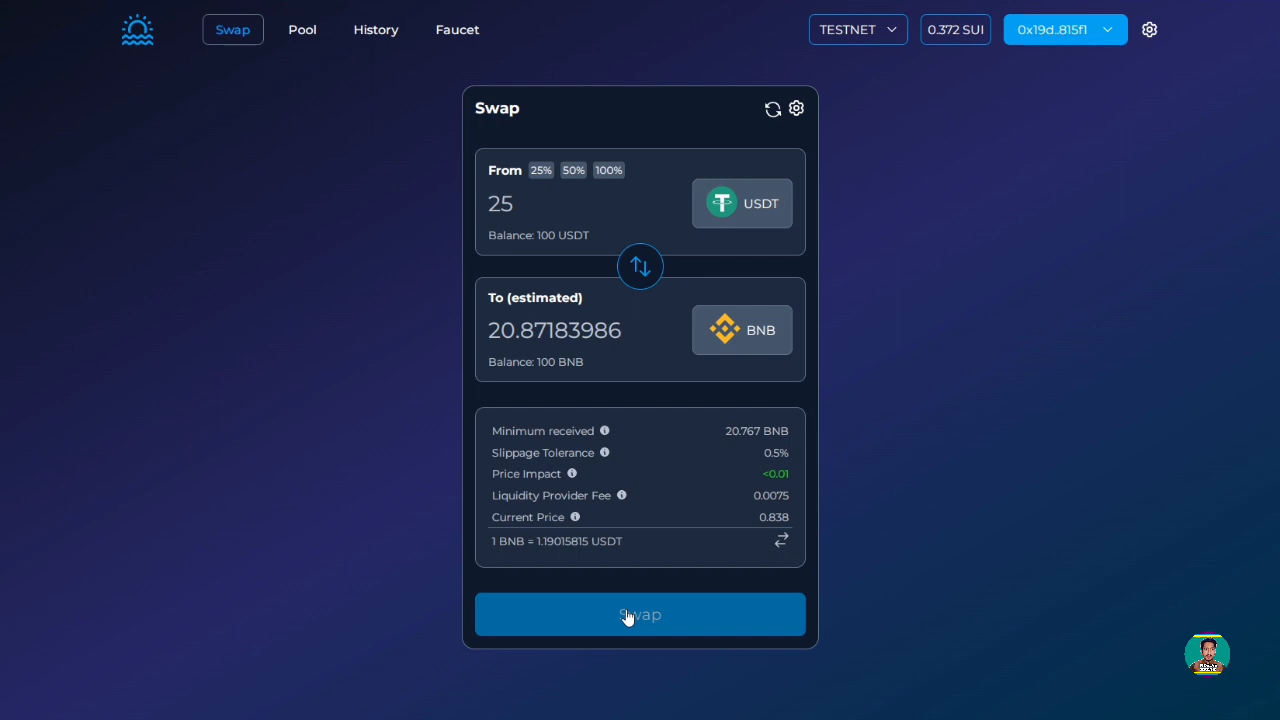 Swap Pool History Faucet TESTNET 0.372 SUI 0x19d..815f1
Swap
From 25% 50% 100%
25 USDT
Balance: 100 USDT
To (estimated)
20.87183986 BNB
Balance: 100 BNB
Minimum received 20.767 BNB
Slippage Tolerance 0.5%
Price Impact <0.01
Liquidity Provider Fee 0.0075
Current Price 0.838
1 BNB = 1.19015815 USDT
Swap